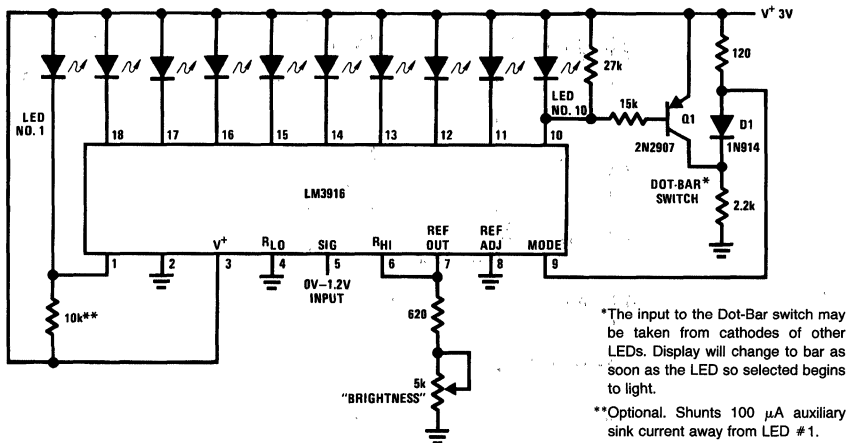 V+ 3V
LED
NO. 1
LED
NO. 10
27k
15k
120
Q1
2N2907
D1
1N914
DOT-BAR*
SWITCH
2.2k
18 17 16 15 14 13 12 11 10
LM3916
V+ RLO SIG RHI REF OUT REF ADJ MODE
1 2 3 4 5 6 7 8 9
0V–1.2V
INPUT
10k**
620
5k
"BRIGHTNESS"
*The input to the Dot-Bar switch may
be taken from cathodes of other
LEDs. Display will change to bar as
soon as the LED so selected begins
to light.
**Optional. Shunts 100 µA auxiliary
sink current away from LED #1.